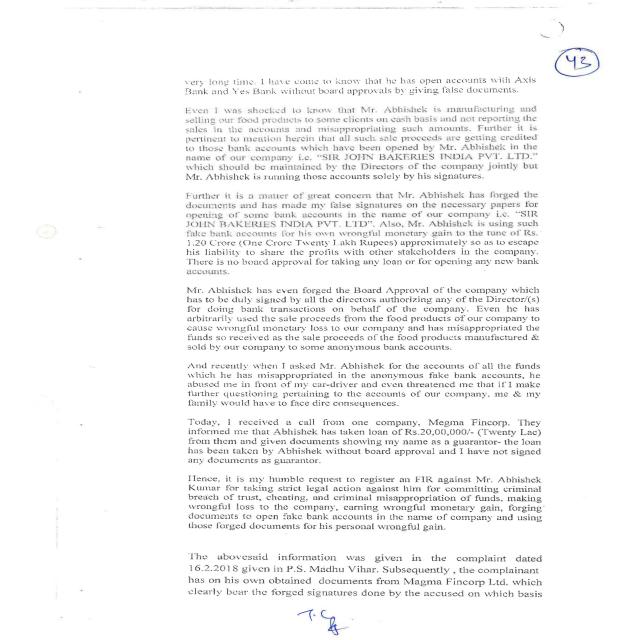 43
very long time. I have come to know that he has open accounts with Axis
Bank and Yes Bank without board approvals by giving false documents.
Even I was shocked to know that Mr. Abhishek is manufacturing and
selling our food products to some clients on cash basis and not reporting the
sales in the accounts and misappropriating such amounts. Further it is
pertinent to mention herein that all such sale proceeds are getting credited
to those bank accounts which have been opened by Mr. Abhishek in the
name of our company i.e. "SIR JOHN BAKERIES INDIA PVT. LTD."
which should be maintained by the Directors of the company jointly but
Mr. Abhishek is running those accounts solely by his signatures.
Further it is a matter of great concern that Mr. Abhishek has forged the
documents and has made my false signatures on the necessary papers for
opening of some bank accounts in the name of our company i.e. "SIR
JOHN BAKERIES INDIA PVT. LTD". Also, Mr. Abhishek is using such
fake bank accounts for his own wrongful monetary gain to the tune of Rs.
1.20 Crore (One Crore Twenty Lakh Rupees) approximately so as to escape
his liability to share the profits with other stakeholders in the company.
There is no board approval for taking any loan or for opening any new bank
accounts.
Mr. Abhishek has even forged the Board Approval of the company which
has to be duly signed by all the directors authorizing any of the Director/(s)
for doing bank transactions on behalf of the company. Even he has
arbitrarily used the sale proceeds from the food products of our company to
cause wrongful monetary loss to our company and has misappropriated the
funds so received as the sale proceeds of the food products manufactured &
sold by our company to some anonymous bank accounts.
And recently when I asked Mr. Abhishek for the accounts of all the funds
which he has misappropriated in the anonymous fake bank accounts, he
abused me in front of my car-driver and even threatened me that if I make
further questioning pertaining to the accounts of our company, me & my
family would have to face dire consequences.
Today, I received a call from one company, Megma Fincorp. They
informed me that Abhishek has taken loan of Rs.20,00,000/- (Twenty Lac)
from them and given documents showing my name as a guarantor- the loan
has been taken by Abhishek without board approval and I have not signed
any documents as guarantor.
Hence, it is my humble request to register an FIR against Mr. Abhishek
Kumar for taking strict legal action against him for committing criminal
breach of trust, cheating, and criminal misappropriation of funds, making
wrongful loss to the company, earning wrongful monetary gain, forging
documents to open fake bank accounts in the name of company and using
those forged documents for his personal wrongful gain.
The abovesaid information was given in the complaint dated
16.2.2018 given in P.S. Madhu Vihar. Subsequently , the complainant
has on his own obtained documents from Magma Fincorp Ltd. which
clearly bear the forged signatures done by the accused on which basis
T.C